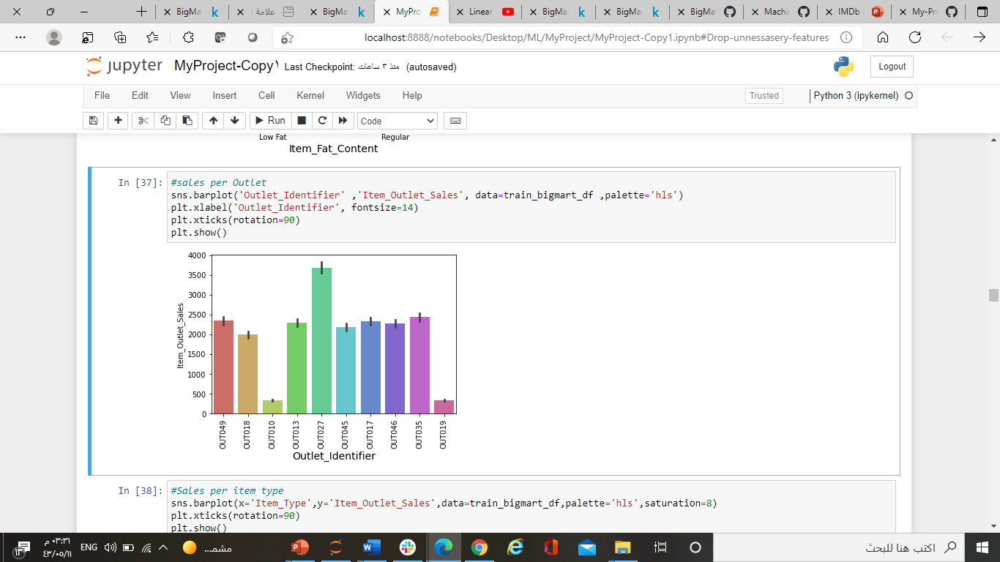 BigMa
علامة
BigMa
MyPro
Linear
BigMa
BigMa
BigMa
Machin
IMDb
My-Pro
localhost:8888/notebooks/Desktop/ML/MyProject/MyProject-Copy1.ipynb#Drop-unnessasery-features
jupyter MyProject-Copy١ Last Checkpoint: منذ ٣ ساعات (autosaved)
Logout
File Edit View Insert Cell Kernel Widgets Help
Trusted
Python 3 (ipykernel)
Run
Code
Low Fat Regular
Item_Fat_Content
In [37]:
#sales per Outlet
sns.barplot('Outlet_Identifier' ,'Item_Outlet_Sales', data=train_bigmart_df ,palette='hls')
plt.xlabel('Outlet_Identifier', fontsize=14)
plt.xticks(rotation=90)
plt.show()
4000
3500
3000
2500
2000
1500
1000
500
0
Item_Outlet_Sales
OUT049
OUT018
OUT010
OUT013
OUT027
OUT045
OUT017
OUT046
OUT035
OUT019
Outlet_Identifier
In [38]:
#Sales per item type
sns.barplot(x='Item_Type',y='Item_Outlet_Sales',data=train_bigmart_df,palette='hls',saturation=8)
plt.xticks(rotation=90)
plt.show()
٠٣:٣١ م
٤٣/٠٥/١١
ENG
مشمـ...
اكتب هنا للبحث